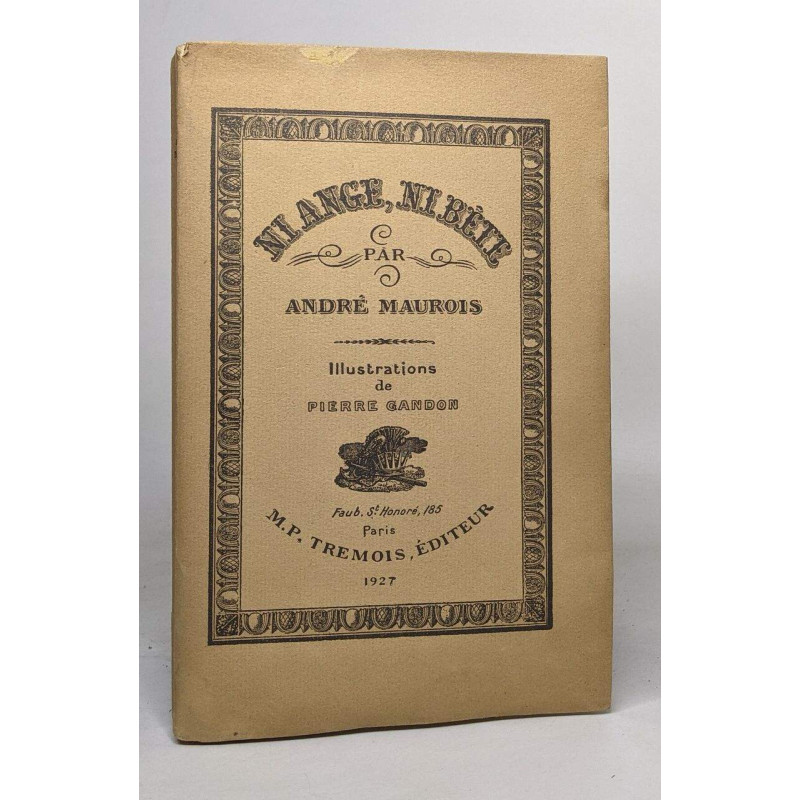 NI ANGE, NI BÊTE
PAR
ANDRÉ MAUROIS
Illustrations
de
PIERRE GANDON
Faub. St Honoré, 185
Paris
M.P. TREMOIS, ÉDITEUR
1927